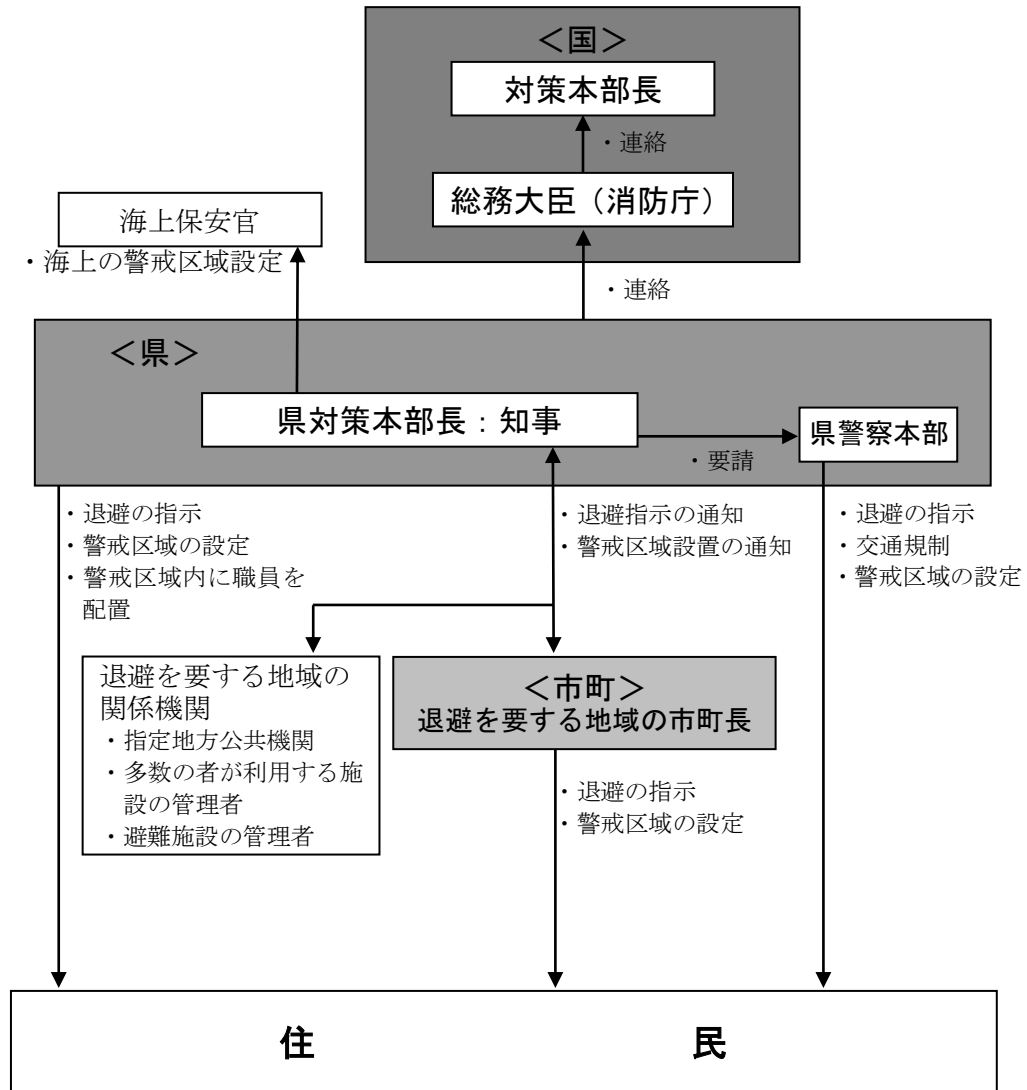 ＜国＞
対策本部長
・連絡
総務大臣（消防庁）
海上保安官
・海上の警戒区域設定
・連絡
＜県＞
県対策本部長：知事
県警察本部
・要請
・退避の指示
・警戒区域の設定
・警戒区域内に職員を
配置
・退避指示の通知
・警戒区域設置の通知
・退避の指示
・交通規制
・警戒区域の設定
退避を要する地域の
関係機関
・指定地方公共機関
・多数の者が利用する施
設の管理者
・避難施設の管理者
＜市町＞
退避を要する地域の市町長
・退避の指示
・警戒区域の設定
住　民